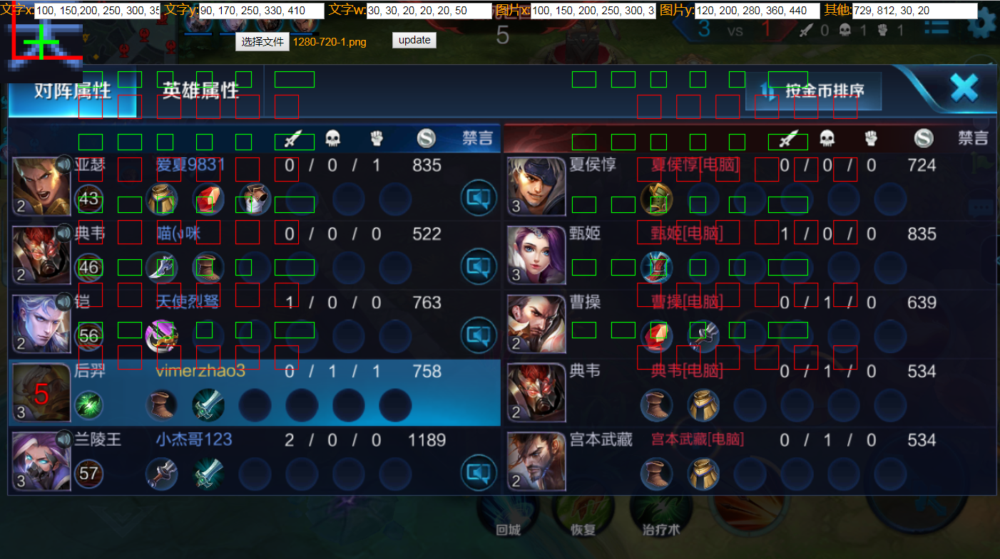 文字x: 100, 150,200, 250, 300, 35 文字y: 90, 170, 250, 330, 410 文字w: 30, 30, 20, 20, 20, 50 图片x: 100, 150, 200, 250, 300, 3 图片y: 120, 200, 280, 360, 440 其他: 729, 812, 30, 20
5 3 vs 1 0 1 1
选择文件 1280-720-1.png update
对阵属性 英雄属性 按金币排序
禁言 禁言
亚瑟 爱夏9831 0 / 0 / 1 835 夏侯惇 夏侯惇[电脑] 0 / 0 / 0 724
2 43 3
典韦 0 / 0 / 0 522 甄姬 甄姬[电脑] 1 / 0 / 0 835
2 46 3
铠 天使烈弩 1 / 0 / 0 763 曹操 曹操[电脑] 0 / 1 / 0 639
2 56 2
后羿 vimerzhao3 0 / 1 / 1 758 典韦 典韦[电脑] 0 / 1 / 0 534
5
3 2
兰陵王 小杰哥123 2 / 0 / 0 1189 宫本武藏 宫本武藏[电脑] 0 / 1 / 0 534
3 57 2
回城 恢复 治疗术